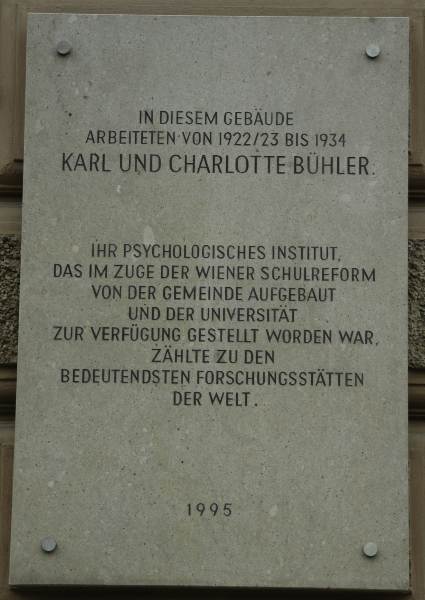 IN DIESEM GEBÄUDE
ARBEITETEN VON 1922/23 BIS 1934
KARL UND CHARLOTTE BÜHLER.
IHR PSYCHOLOGISCHES INSTITUT,
DAS IM ZUGE DER WIENER SCHULREFORM
VON DER GEMEINDE AUFGEBAUT
UND DER UNIVERSITÄT
ZUR VERFÜGUNG GESTELLT WORDEN WAR,
ZÄHLTE ZU DEN
BEDEUTENDSTEN FORSCHUNGSSTÄTTEN
DER WELT.
1995